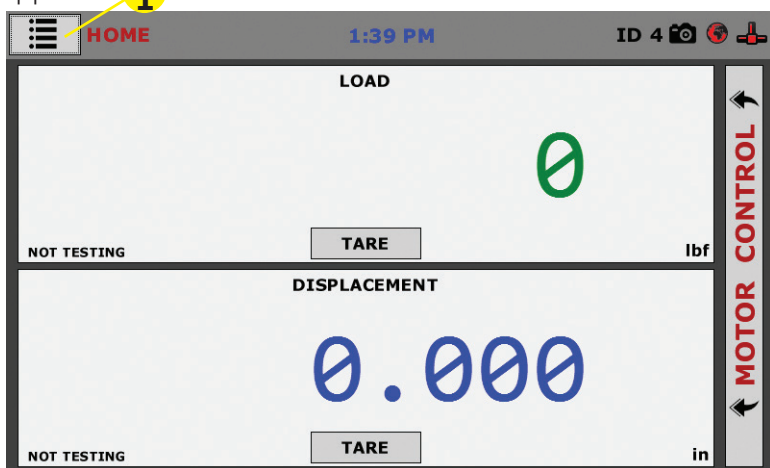 1
HOME
1:39 PM
ID 4
LOAD
0
NOT TESTING
TARE
lbf
DISPLACEMENT
0.000
NOT TESTING
TARE
in
MOTOR CONTROL